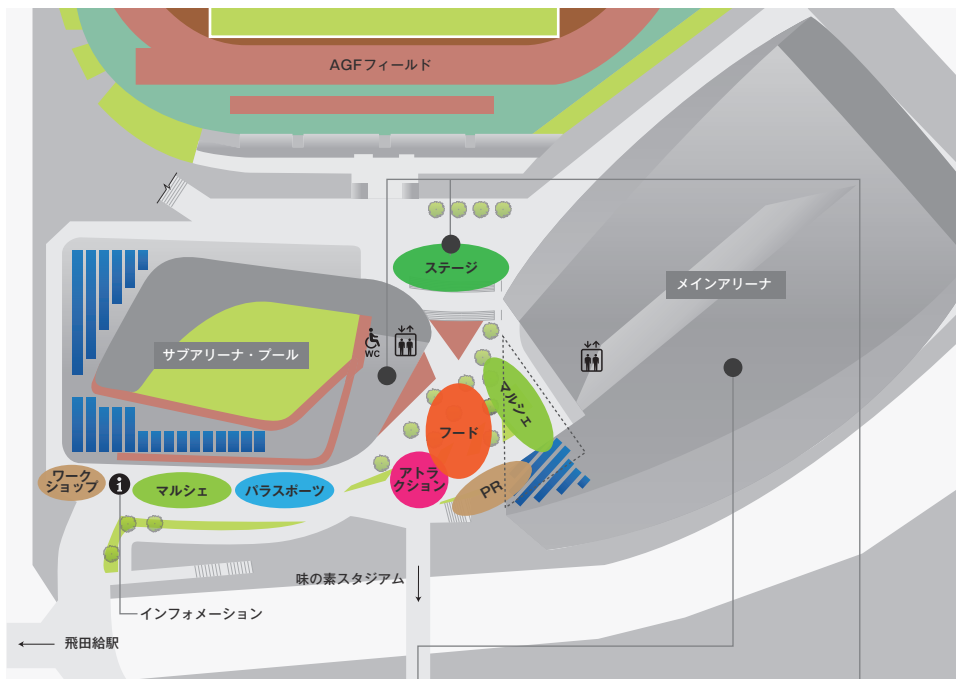 AGFフィールド
ステージ
メインアリーナ
サブアリーナ・プール
WC
マルシェ
フード
アトラ
クション
PR
ワーク
ショップ
i
マルシェ
パラスポーツ
味の素スタジアム
インフォメーション
飛田給駅